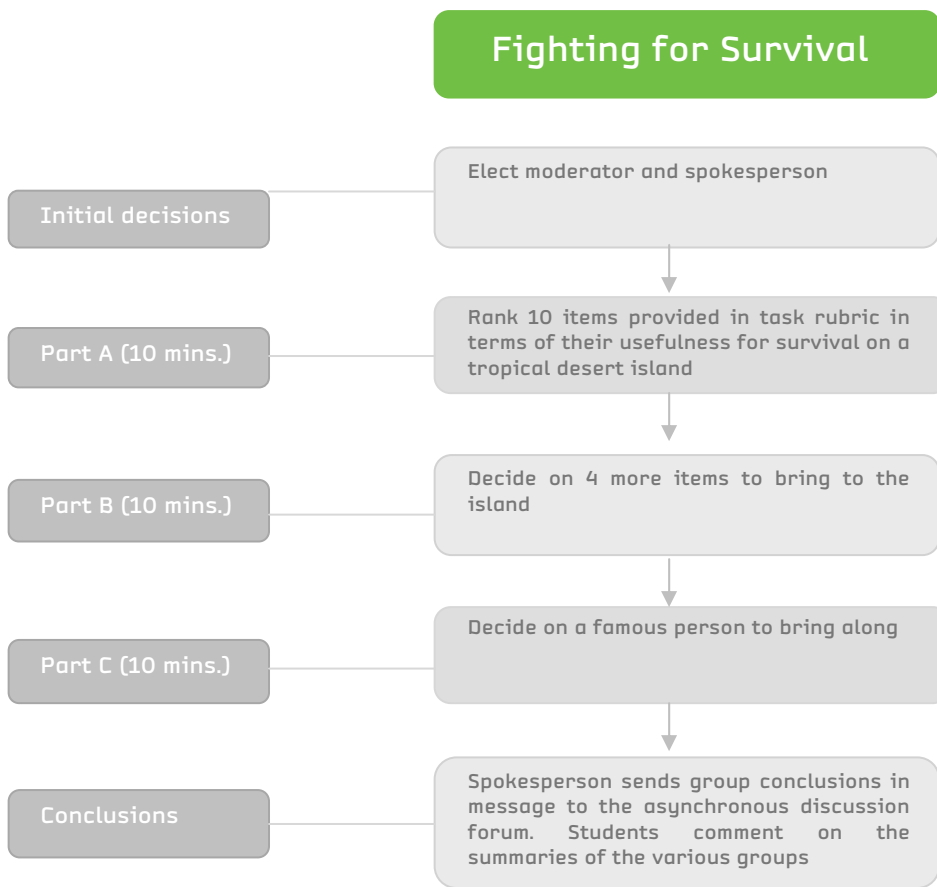 Fighting for Survival
Initial decisions
Elect moderator and spokesperson
Part A (10 mins.)
Rank 10 items provided in task rubric in
terms of their usefulness for survival on a
tropical desert island
Part B (10 mins.)
Decide on 4 more items to bring to the
island
Part C (10 mins.)
Decide on a famous person to bring along
Conclusions
Spokesperson sends group conclusions in
message to the asynchronous discussion
forum. Students comment on the
summaries of the various groups